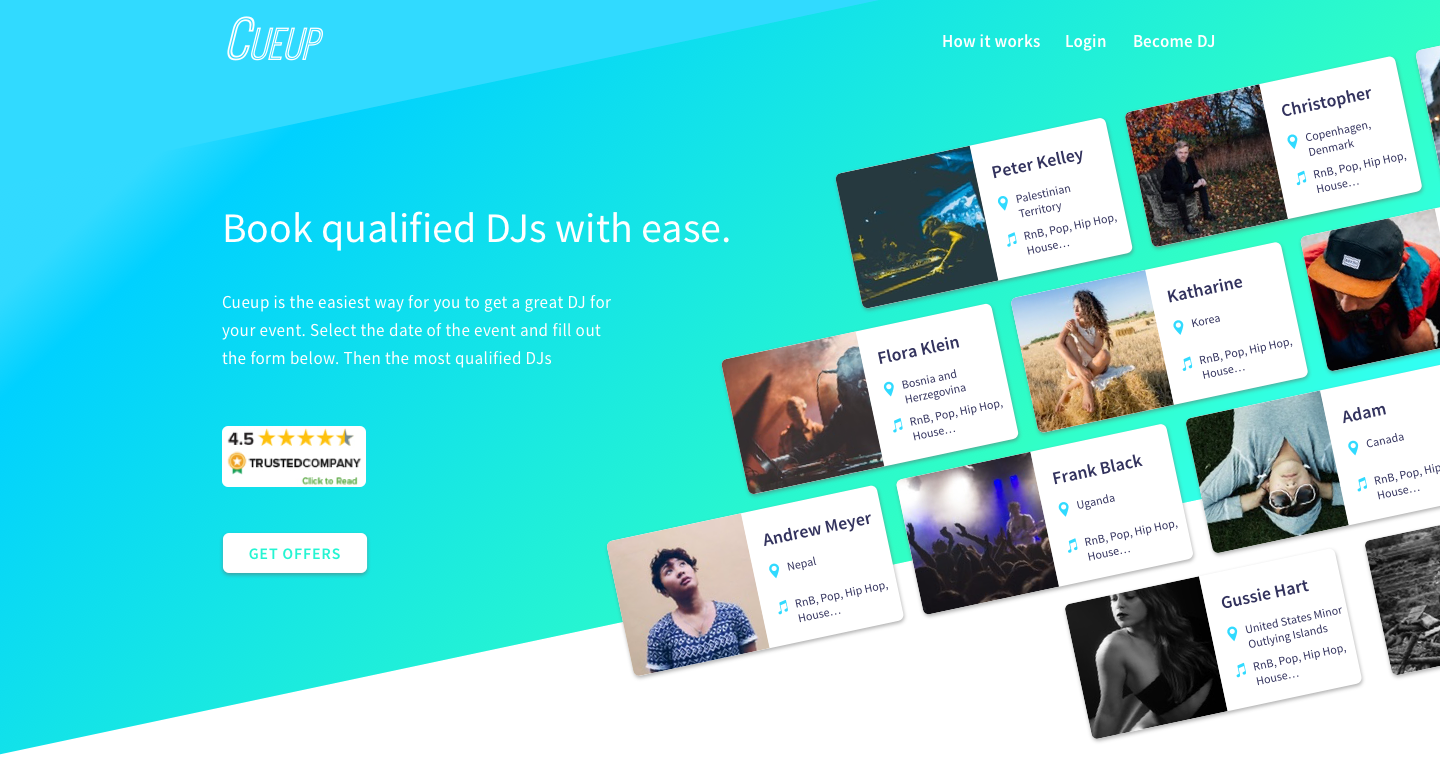 CUEUP
How it works
Login
Become DJ
Book qualified DJs with ease.
Cueup is the easiest way for you to get a great DJ for
your event. Select the date of the event and fill out
the form below. Then the most qualified DJs
4.5
TRUSTEDCOMPANY
Click to Read
GET OFFERS
Christopher
Copenhagen,
Denmark
RnB, Pop, Hip Hop,
House…
Peter Kelley
Palestinian
Territory
RnB, Pop, Hip Hop,
House…
Katharine
Korea
RnB, Pop, Hip Hop,
House…
Flora Klein
Bosnia and
Herzegovina
RnB, Pop, Hip Hop,
House…
Adam
Canada
RnB, Pop, Hip
House…
Frank Black
Uganda
RnB, Pop, Hip Hop,
House…
Andrew Meyer
Nepal
RnB, Pop, Hip Hop,
House…
Gussie Hart
United States Minor
Outlying Islands
RnB, Pop, Hip Hop,
House…